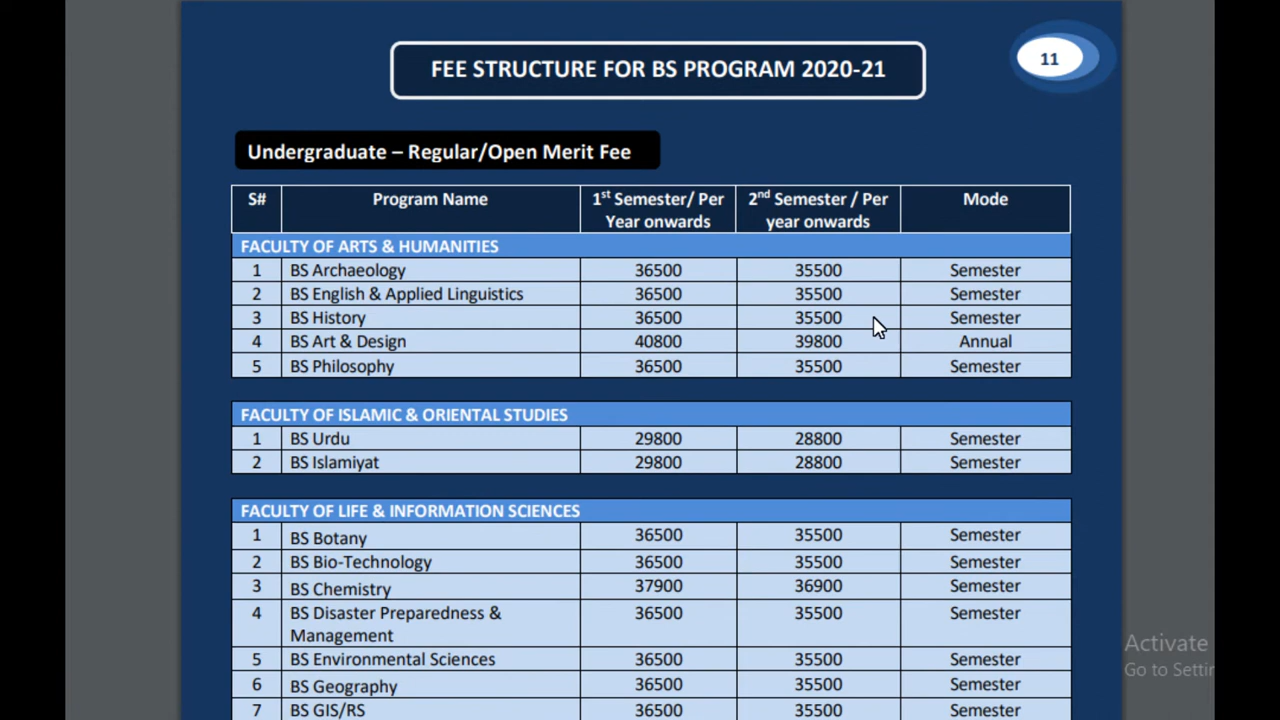 11
FEE STRUCTURE FOR BS PROGRAM 2020-21
Undergraduate – Regular/Open Merit Fee
S# Program Name 1st Semester/ Per Year onwards 2nd Semester / Per year onwards Mode
FACULTY OF ARTS & HUMANITIES
1 BS Archaeology 36500 35500 Semester
2 BS English & Applied Linguistics 36500 35500 Semester
3 BS History 36500 35500 Semester
4 BS Art & Design 40800 39800 Annual
5 BS Philosophy 36500 35500 Semester
FACULTY OF ISLAMIC & ORIENTAL STUDIES
1 BS Urdu 29800 28800 Semester
2 BS Islamiyat 29800 28800 Semester
FACULTY OF LIFE & INFORMATION SCIENCES
1 BS Botany 36500 35500 Semester
2 BS Bio-Technology 36500 35500 Semester
3 BS Chemistry 37900 36900 Semester
4 BS Disaster Preparedness & 36500 35500 Semester
Management
5 BS Environmental Sciences 36500 35500 Semester
6 BS Geography 36500 35500 Semester
7 BS GIS/RS 36500 35500 Semester
Activate
Go to Settin